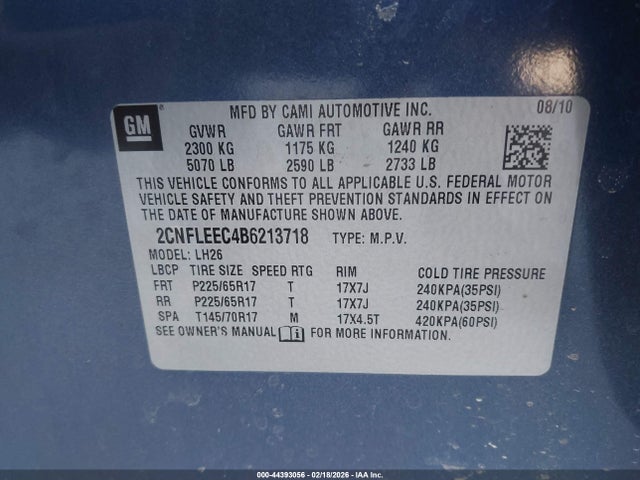 GM
MFD BY CAMI AUTOMOTIVE INC. 08/10
GVWR GAWR FRT GAWR RR
2300 KG 1175 KG 1240 KG
5070 LB 2590 LB 2733 LB
THIS VEHICLE CONFORMS TO ALL APPLICABLE U.S. FEDERAL MOTOR
VEHICLE SAFETY AND THEFT PREVENTION STANDARDS IN EFFECT ON
THE DATE OF MANUFACTURE SHOWN ABOVE.
2CNFLEEC4B6213718 TYPE: M.P.V.
MODEL: LH26
LBCP TIRE SIZE SPEED RTG RIM COLD TIRE PRESSURE
FRT P225/65R17 T 17X7J 240KPA(35PSI)
RR P225/65R17 T 17X7J 240KPA(35PSI)
SPA T145/70R17 M 17X4.5T 420KPA(60PSI)
SEE OWNER'S MANUAL i FOR MORE INFORMATION.
000-44393056 - 02/18/2026 - IAA Inc.